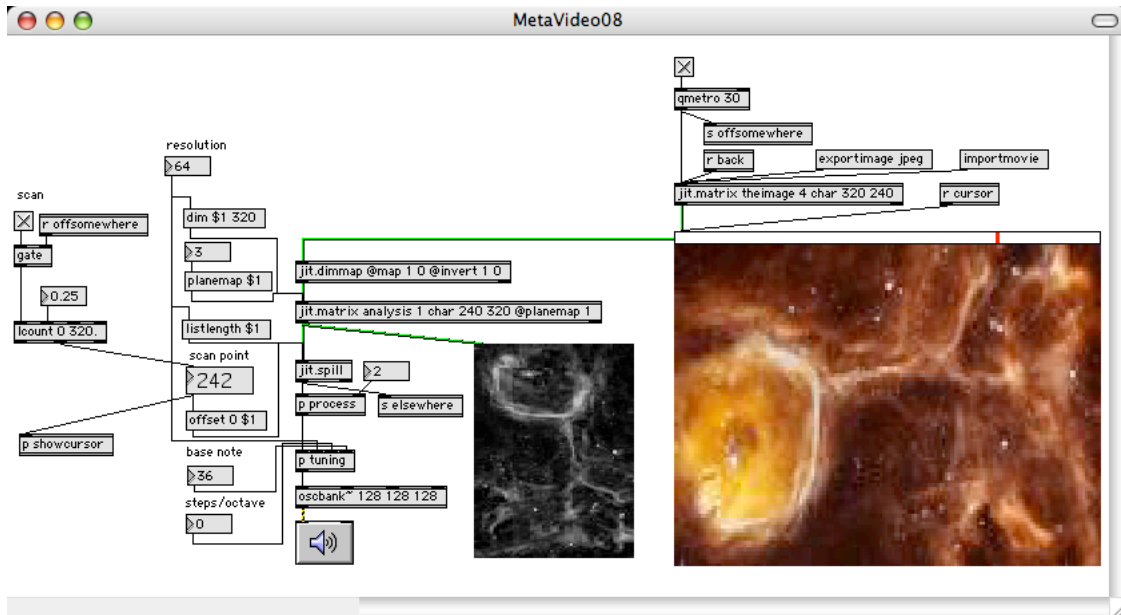 MetaVideo08
qmetro 30
s offsomewhere
r back
exportimage jpeg
importmovie
jit.matrix theimage 4 char 320 240
r cursor
resolution
64
scan
r offsomewhere
gate
0.25
lcount 0 320.
dim $1 320
3
planemap $1
listlength $1
scan point
242
offset 0 $1
p showcursor
base note
36
steps/octave
0
jit.dimmap @map 1 0 @invert 1 0
jit.matrix analysis 1 char 240 320 @planemap 1
jit.spill
2
p process
s elsewhere
p tuning
oscbank~ 128 128 128